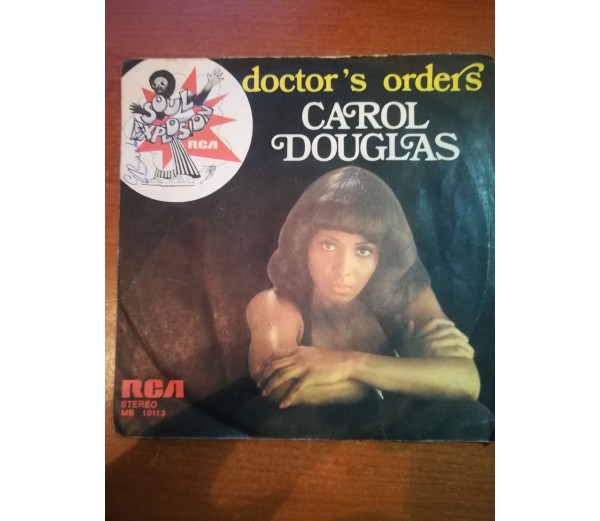 doctor's orders
CAROL
DOUGLAS
SOUL
EXPLOSION
RCA
RCA
STEREO
MB 10113